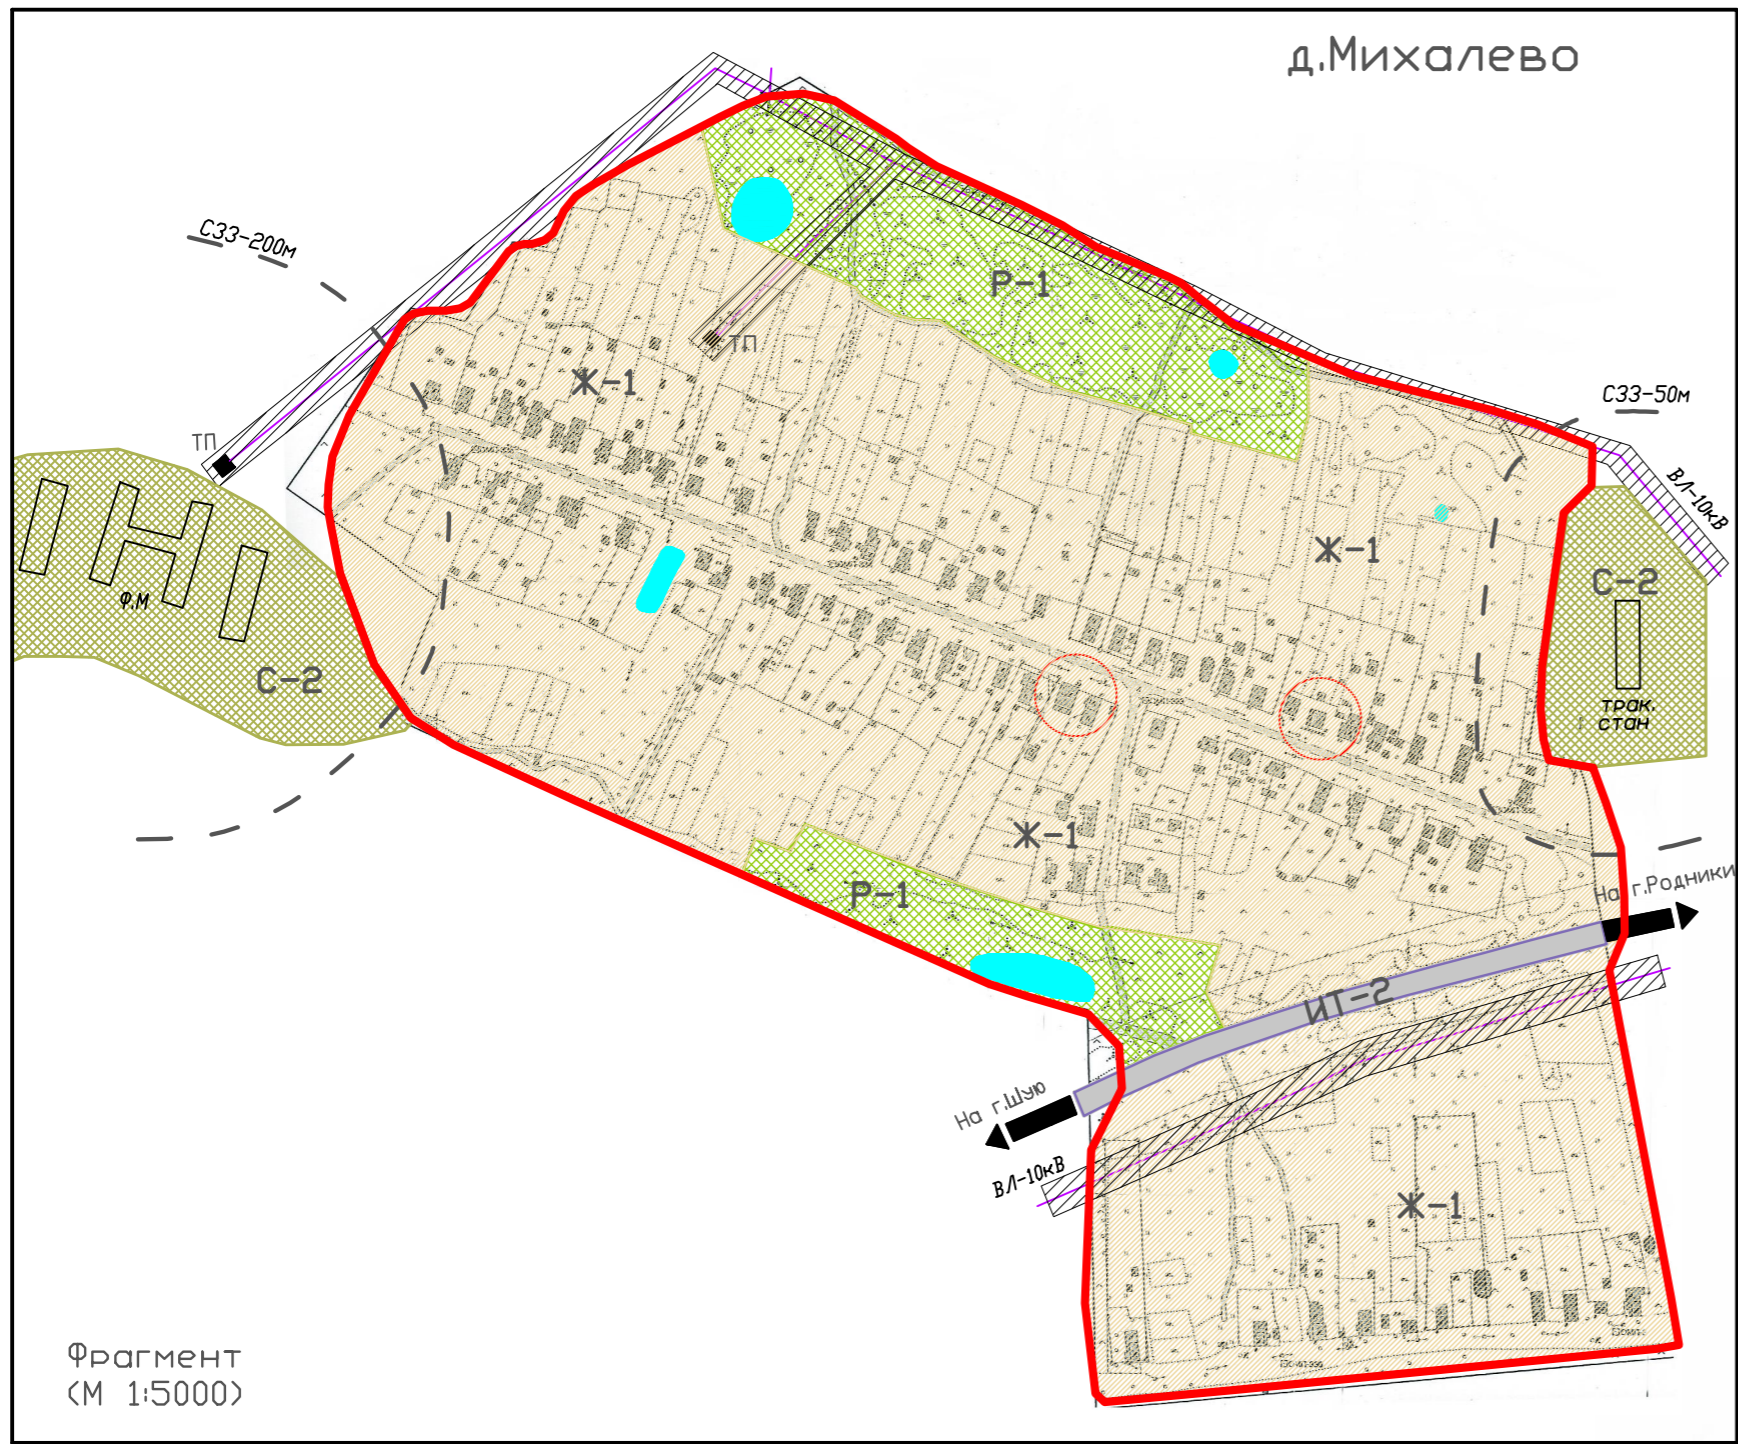 д.Михалево
СЗЗ-200м
Р-1
ТП
Ж-1
СЗЗ-50м
ТП
ВЛ-10кВ
Ж-1
С-2
Ф.М
С-2
трак.
стан
Ж-1
Р-1
На г.Родники
ИТ-2
На г.Шую
ВЛ-10кВ
Ж-1
Фрагмент
(М 1:5000)